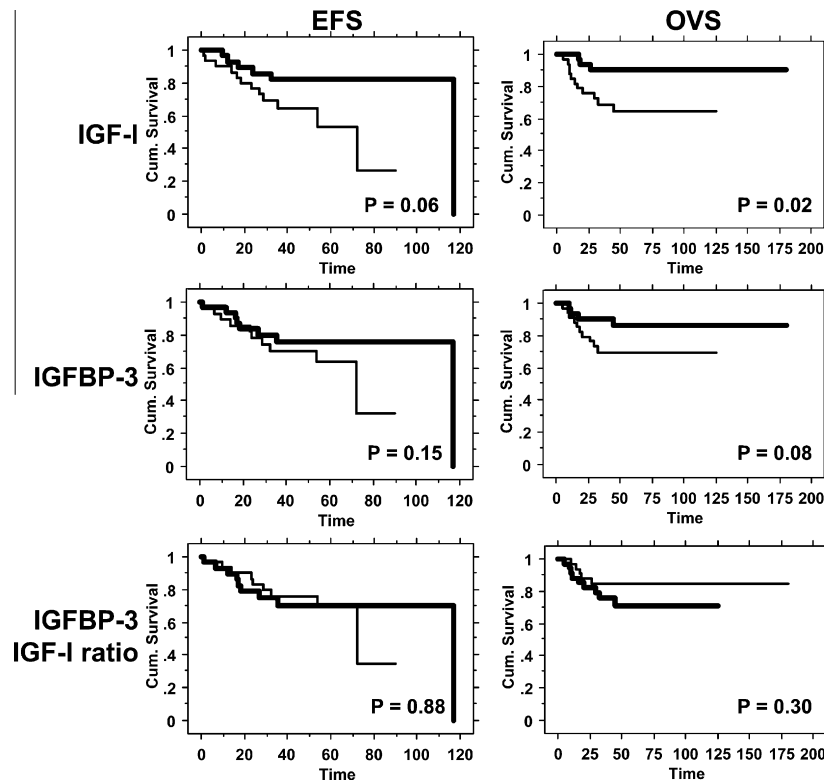 EFS
OVS
IGF-I
Cum. Survival
1
.8
.6
.4
.2
0
P = 0.06
0 20 40 60 80 100 120
Time
Cum. Survival
1
.8
.6
.4
.2
0
P = 0.02
0 25 50 75 100 125 150 175 200
Time
IGFBP-3
Cum. Survival
1
.8
.6
.4
.2
0
P = 0.15
0 20 40 60 80 100 120
Time
Cum. Survival
1
.8
.6
.4
.2
0
P = 0.08
0 25 50 75 100 125 150 175 200
Time
IGFBP-3
IGF-I ratio
Cum. Survival
1
.8
.6
.4
.2
0
P = 0.88
0 20 40 60 80 100 120
Time
Cum. Survival
1
.8
.6
.4
.2
0
P = 0.30
0 25 50 75 100 125 150 175 200
Time